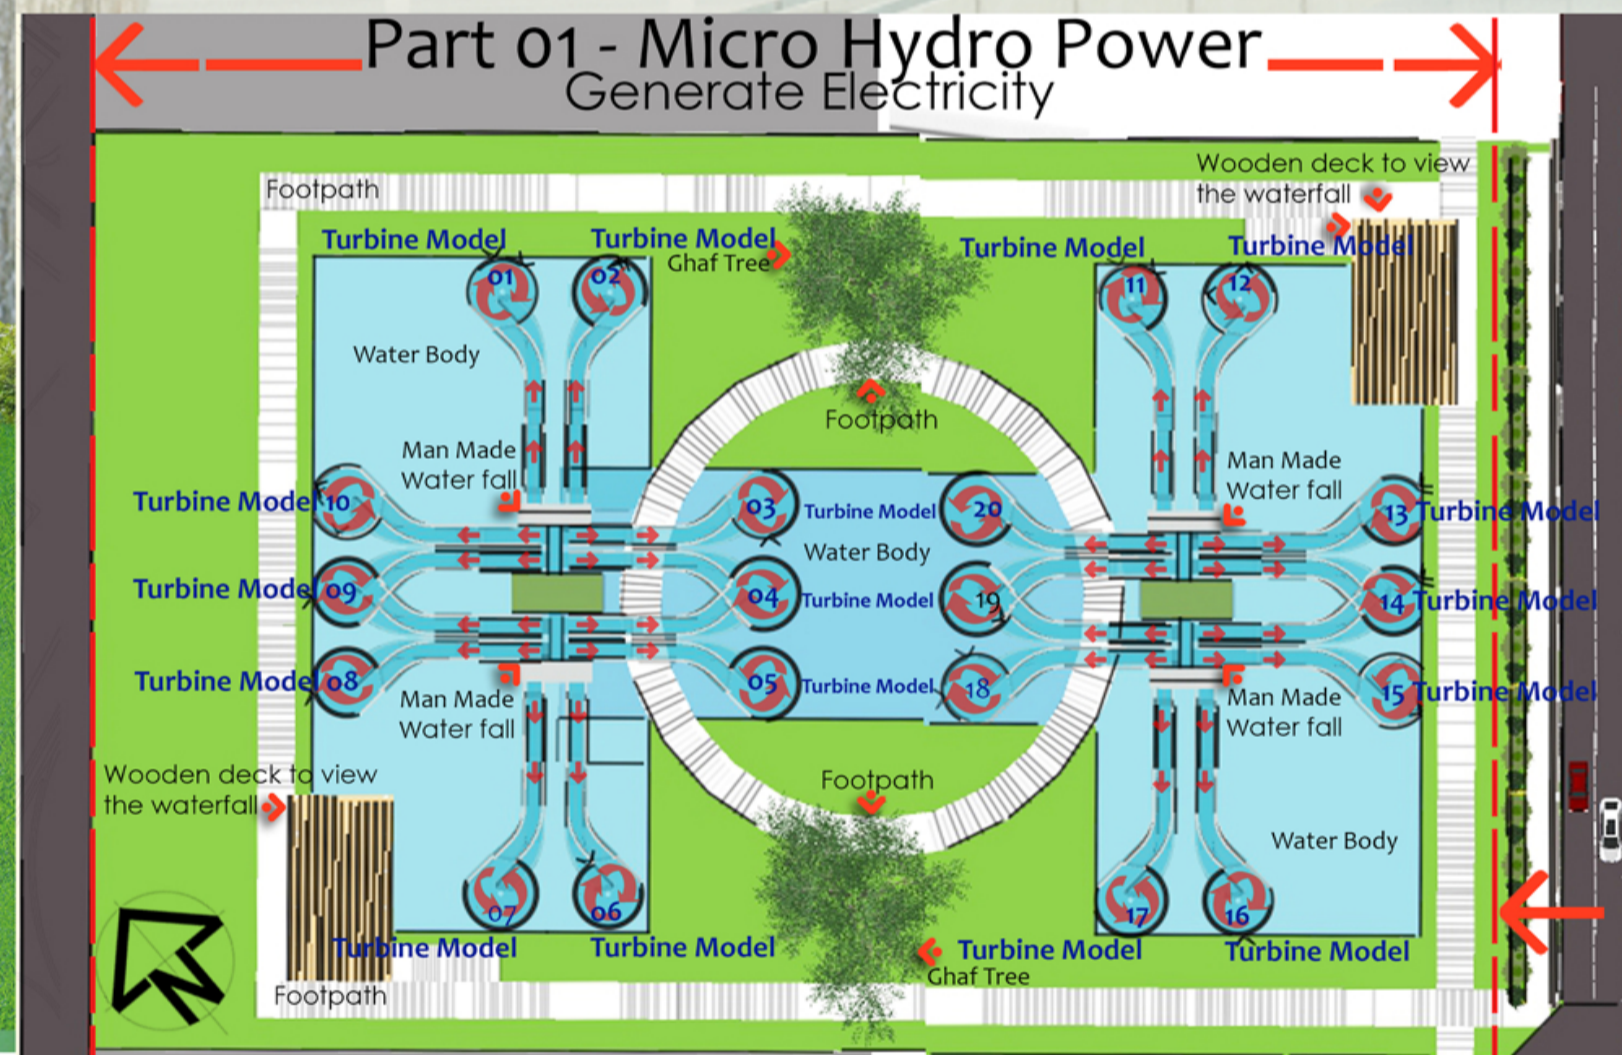 Part 01 - Micro Hydro Power
Generate Electricity
Wooden deck to view
the waterfall
Footpath
Turbine Model
Turbine Model
Ghaf Tree
Turbine Model
Turbine Model
01
02
11
12
Water Body
Footpath
Man Made
Water fall
Man Made
Water fall
Turbine Model 10
03
Turbine Model
20
13
Turbine Model
Water Body
Turbine Model 09
04
Turbine Model
19
14
Turbine Model
Turbine Model 08
05
Turbine Model
18
15
Turbine Model
Man Made
Water fall
Man Made
Water fall
Wooden deck to view
the waterfall
Footpath
Water Body
07
06
17
16
Turbine Model
Turbine Model
Turbine Model
Turbine Model
Ghaf Tree
Footpath
N